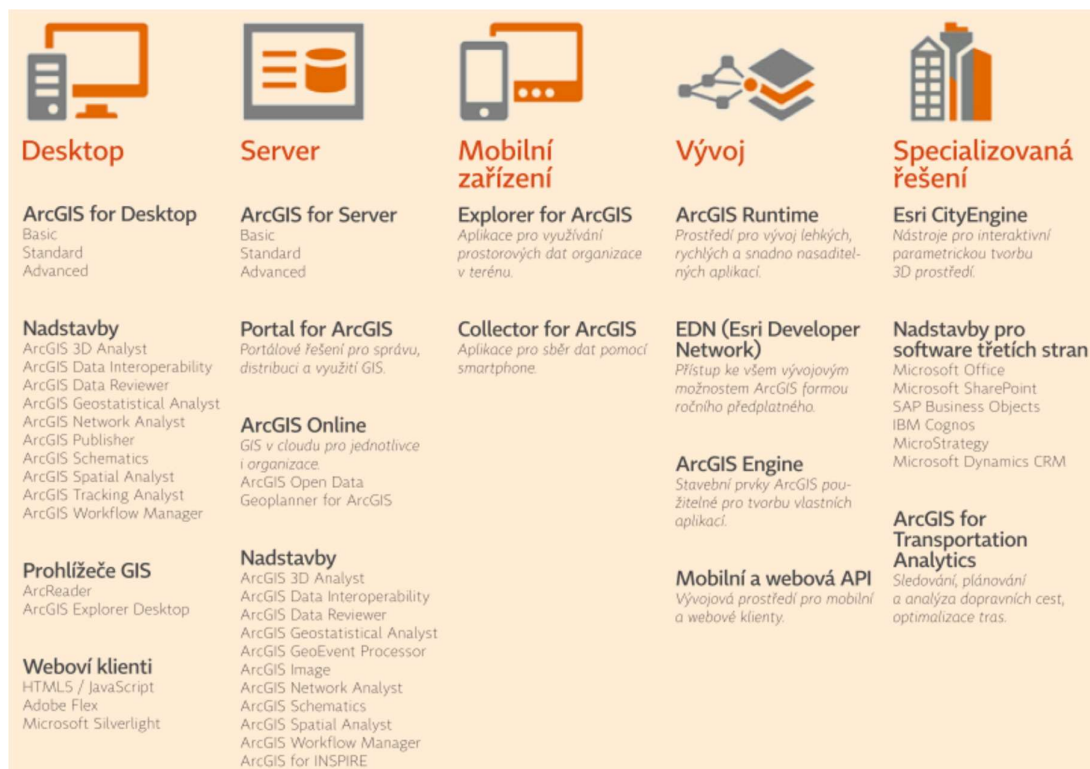 Desktop
ArcGIS for Desktop
Basic
Standard
Advanced
Nadstavby
ArcGIS 3D Analyst
ArcGIS Data Interoperability
ArcGIS Data Reviewer
ArcGIS Geostatistical Analyst
ArcGIS Network Analyst
ArcGIS Publisher
ArcGIS Schematics
ArcGIS Spatial Analyst
ArcGIS Tracking Analyst
ArcGIS Workflow Manager
Prohlížeče GIS
ArcReader
ArcGIS Explorer Desktop
Weboví klienti
HTML5 / JavaScript
Adobe Flex
Microsoft Silverlight
Server
ArcGIS for Server
Basic
Standard
Advanced
Portal for ArcGIS
Portálové řešení pro správu,
distribuci a využití GIS.
ArcGIS Online
GIS v cloudu pro jednotlivce
i organizace.
ArcGIS Open Data
Geoplanner for ArcGIS
Nadstavby
ArcGIS 3D Analyst
ArcGIS Data Interoperability
ArcGIS Data Reviewer
ArcGIS Geostatistical Analyst
ArcGIS GeoEvent Processor
ArcGIS Image
ArcGIS Network Analyst
ArcGIS Schematics
ArcGIS Spatial Analyst
ArcGIS Workflow Manager
ArcGIS for INSPIRE
Mobilní
zařízení
Explorer for ArcGIS
Aplikace pro využívání
prostorových dat organizace
v terénu.
Collector for ArcGIS
Aplikace pro sběr dat pomocí
smartphone.
Vývoj
ArcGIS Runtime
Prostředí pro vývoj lehkých,
rychlých a snadno nasaditel-
ných aplikací.
EDN (Esri Developer
Network)
Přístup ke všem vývojovým
možnostem ArcGIS formou
ročního předplatného.
ArcGIS Engine
Stavební prvky ArcGIS pou-
žitelné pro tvorbu vlastních
aplikací.
Mobilní a webová API
Vývojová prostředí pro mobilní
a webové klienty.
Specializovaná
řešení
Esri CityEngine
Nástroje pro interaktivní
parametrickou tvorbu
3D prostředí.
Nadstavby pro
software třetích stran
Microsoft Office
Microsoft SharePoint
SAP Business Objects
IBM Cognos
MicroStrategy
Microsoft Dynamics CRM
ArcGIS for
Transportation
Analytics
Sledování, plánování
a analýza dopravních cest,
optimalizace tras.